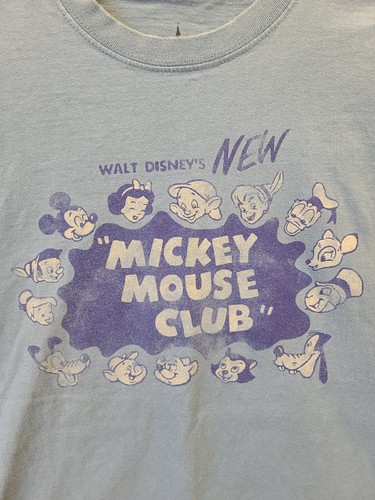 WALT DISNEY'S NEW
"MICKEY
MOUSE
CLUB"